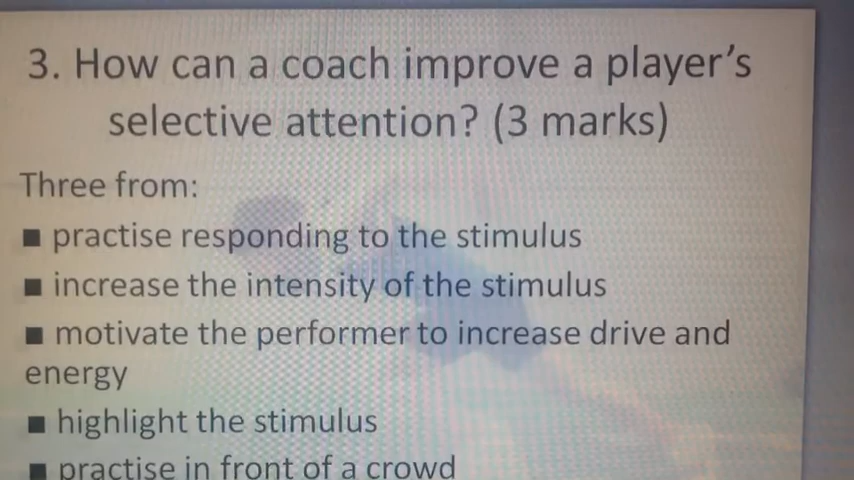 3. How can a coach improve a player's
selective attention? (3 marks)
Three from:
■ practise responding to the stimulus
■ increase the intensity of the stimulus
■ motivate the performer to increase drive and
energy
■ highlight the stimulus
■ practise in front of a crowd